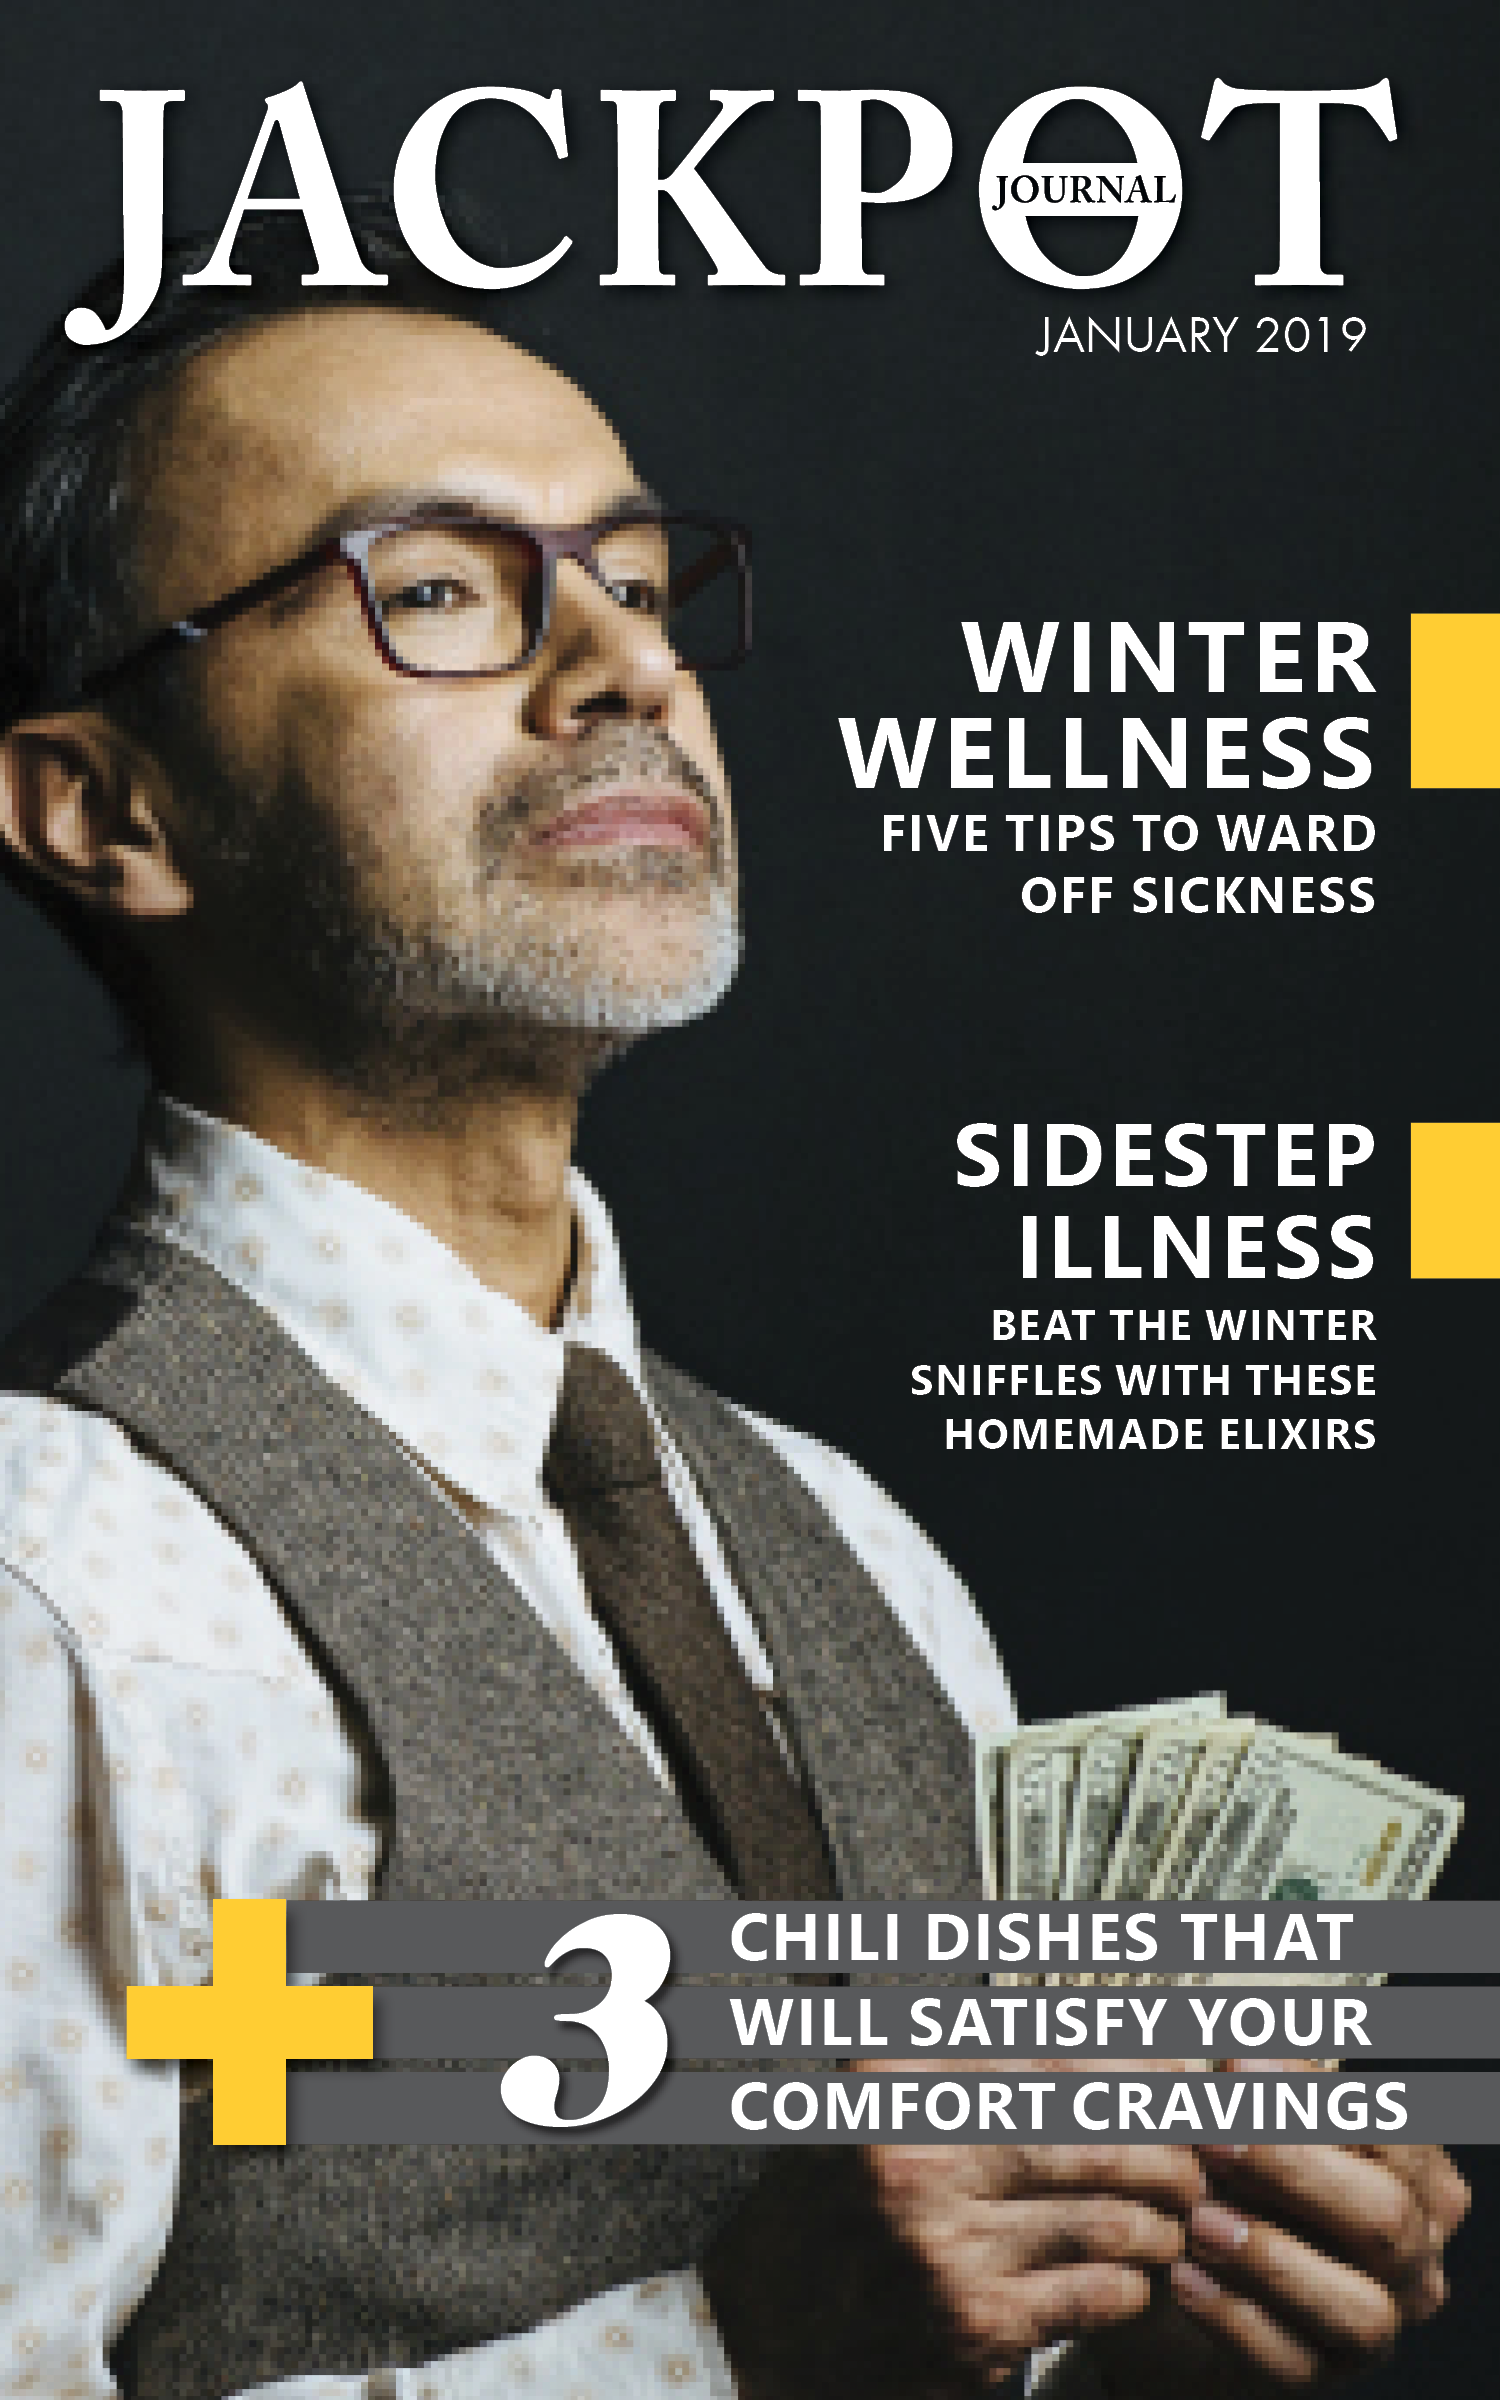 JACKPOT
JOURNAL
JANUARY 2019
WINTER
WELLNESS
FIVE TIPS TO WARD
OFF SICKNESS
SIDESTEP
ILLNESS
BEAT THE WINTER
SNIFFLES WITH THESE
HOMEMADE ELIXIRS
+ 3 CHILI DISHES THAT
WILL SATISFY YOUR
COMFORT CRAVINGS